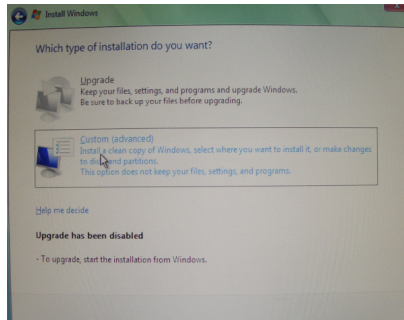 Install Windows
Which type of installation do you want?
Upgrade
Keep your files, settings, and programs and upgrade Windows.
Be sure to back up your files before upgrading.
Custom (advanced)
Install a clean copy of Windows, select where you want to install it, or make changes
to disks and partitions.
This option does not keep your files, settings, and programs.
Help me decide
Upgrade has been disabled
- To upgrade, start the installation from Windows.